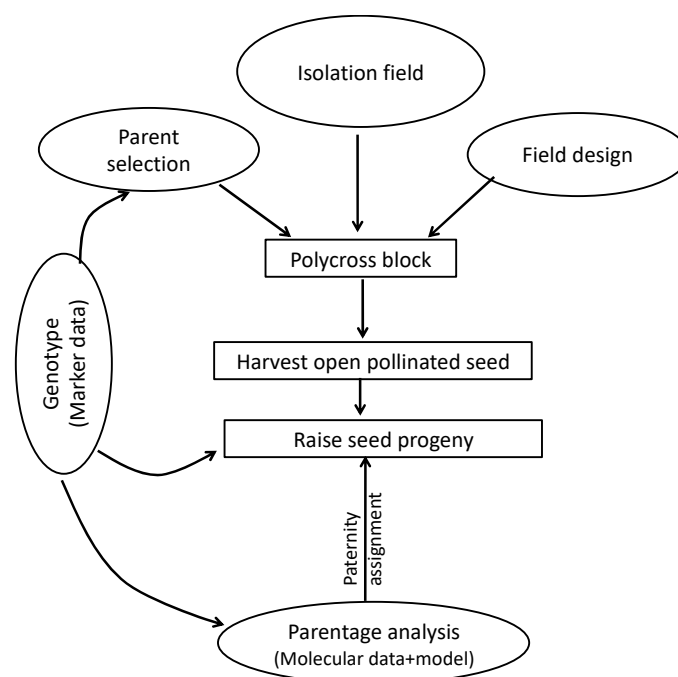 Isolation field
Parent
selection
Field design
Polycross block
Genotype
(Marker data)
Harvest open pollinated seed
Raise seed progeny
Paternity
assignment
Parentage analysis
(Molecular data+model)